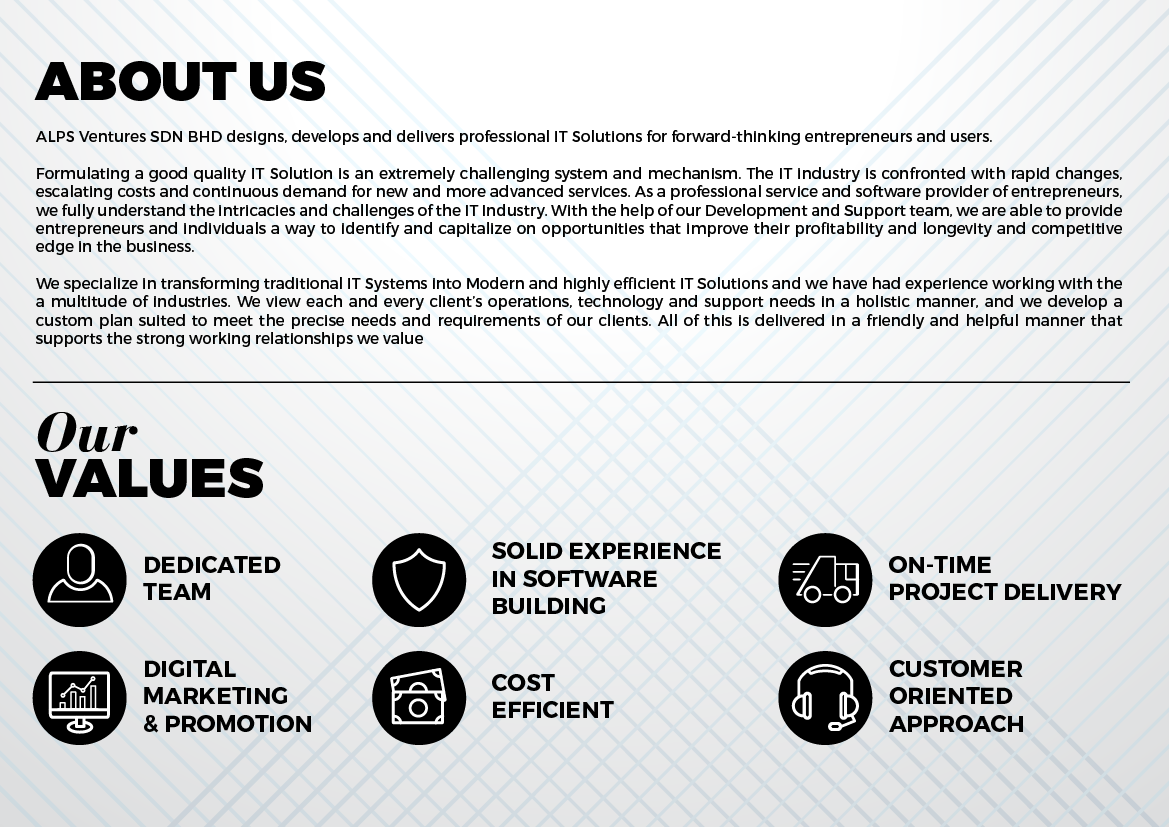 ABOUT US
ALPS Ventures SDN BHD designs, develops and delivers professional IT Solutions for forward-thinking entrepreneurs and users.
Formulating a good quality IT Solution is an extremely challenging system and mechanism. The IT Industry is confronted with rapid changes,
escalating costs and continuous demand for new and more advanced services. As a professional service and software provider of entrepreneurs,
we fully understand the intricacies and challenges of the IT Industry. With the help of our Development and Support team, we are able to provide
entrepreneurs and individuals a way to identify and capitalize on opportunities that improve their profitability and longevity and competitive
edge in the business.
We specialize in transforming traditional IT Systems into Modern and highly efficient IT Solutions and we have had experience working with the
a multitude of industries. We view each and every client's operations, technology and support needs in a holistic manner, and we develop a
custom plan suited to meet the precise needs and requirements of our clients. All of this is delivered in a friendly and helpful manner that
supports the strong working relationships we value
Our
VALUES
DEDICATED
TEAM
SOLID EXPERIENCE
IN SOFTWARE
BUILDING
ON-TIME
PROJECT DELIVERY
DIGITAL
MARKETING
& PROMOTION
COST
EFFICIENT
CUSTOMER
ORIENTED
APPROACH